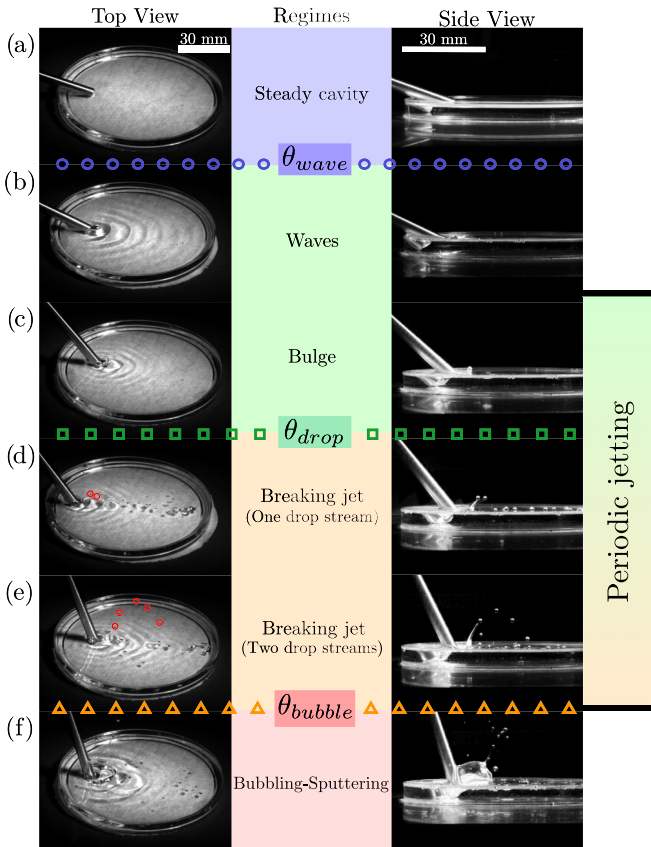 Top View Regimes Side View
(a) 30 mm 30 mm
Steady cavity
θwave
(b)
Waves
(c)
Bulge
θdrop
(d)
Breaking jet
(One drop stream)
(e)
Breaking jet
(Two drop streams)
θbubble
(f)
Bubbling-Sputtering
Periodic jetting